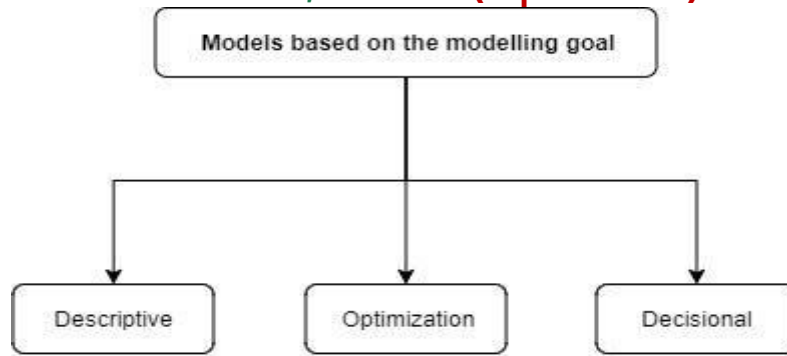 Models based on the modelling goal
Descriptive
Optimization
Decisional